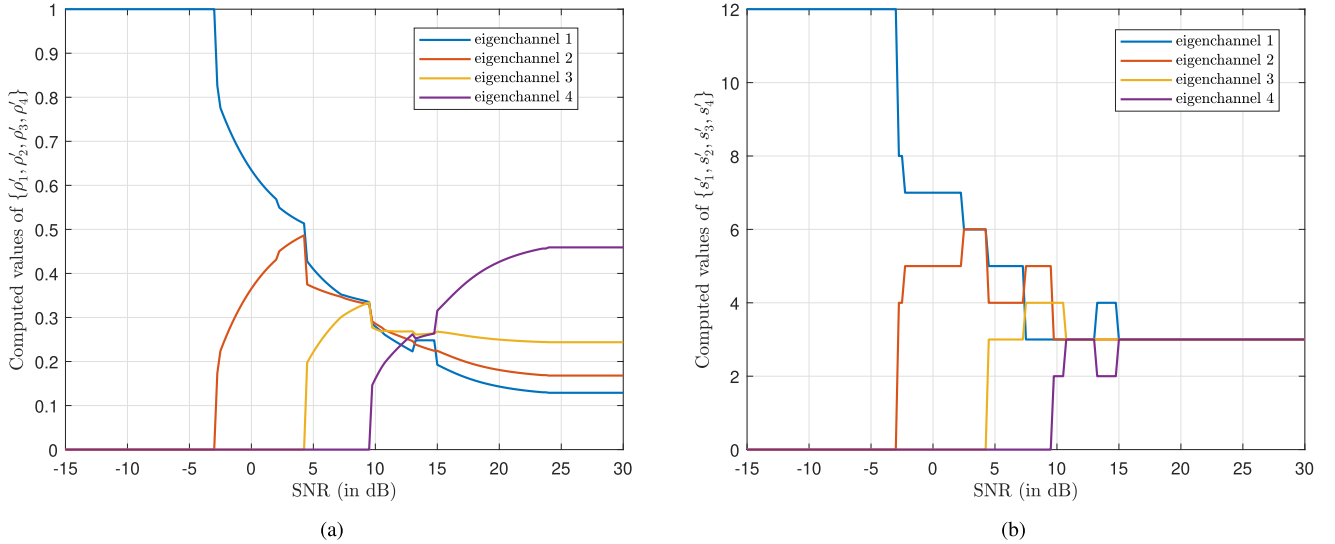 Computed values of {ρ′₁, ρ′₂, ρ′₃, ρ′₄}
1
0.9
0.8
0.7
0.6
0.5
0.4
0.3
0.2
0.1
0
eigenchannel 1
eigenchannel 2
eigenchannel 3
eigenchannel 4
-15 -10 -5 0 5 10 15 20 25 30
SNR (in dB)
(a)
Computed values of {s′₁, s′₂, s′₃, s′₄}
12
10
8
6
4
2
0
eigenchannel 1
eigenchannel 2
eigenchannel 3
eigenchannel 4
-15 -10 -5 0 5 10 15 20 25 30
SNR (in dB)
(b)